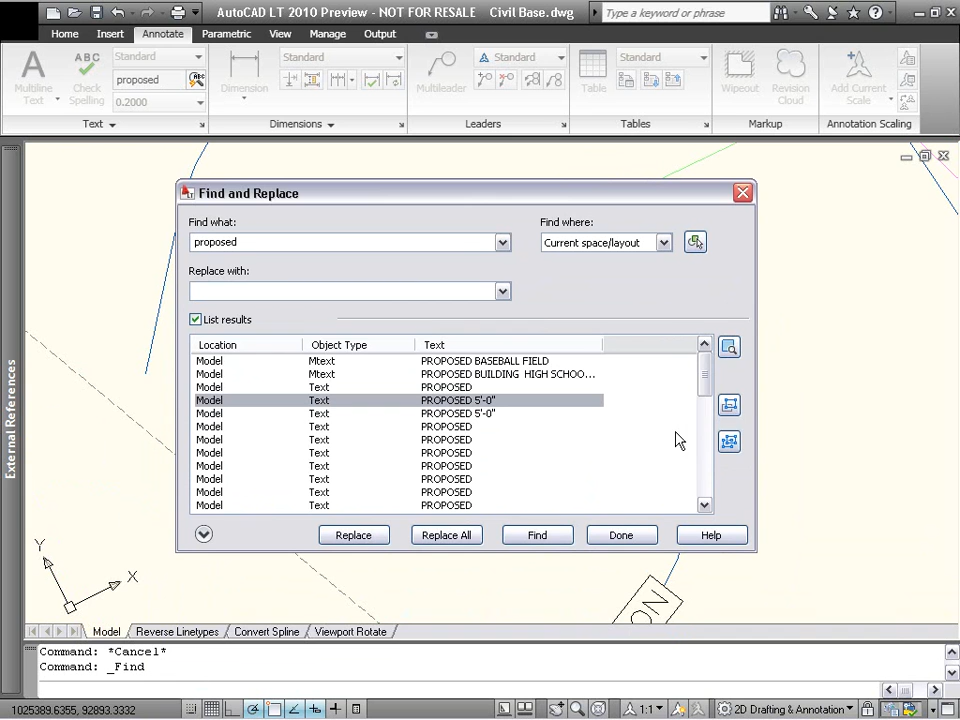 AutoCAD LT 2010 Preview - NOT FOR RESALE Civil Base.dwg Type a keyword or phrase
Home Insert Annotate Parametric View Manage Output
A ABC Standard Standard A Standard Standard
Multiline Text Check Spelling proposed ABC Dimension Multileader Table Wipeout Revision Cloud Add Current Scale
0.2000
Text Dimensions Leaders Tables Markup Annotation Scaling
Find and Replace
Find what: Find where:
proposed Current space/layout
Replace with:
List results
Location Object Type Text
Model Mtext PROPOSED BASEBALL FIELD
Model Mtext PROPOSED BUILDING HIGH SCHOO...
Model Text PROPOSED
Model Text PROPOSED 5'-0"
Model Text PROPOSED 5'-0"
Model Text PROPOSED
Model Text PROPOSED
Model Text PROPOSED
Model Text PROPOSED
Model Text PROPOSED
Model Text PROPOSED
Model Text PROPOSED
Replace Replace All Find Done Help
External References
Y
X
ON
Model Reverse Linetypes Convert Spline Viewport Rotate
Command: *Cancel*
Command: _Find
1025389.6355, 92893.3332 1:1 2D Drafting & Annotation